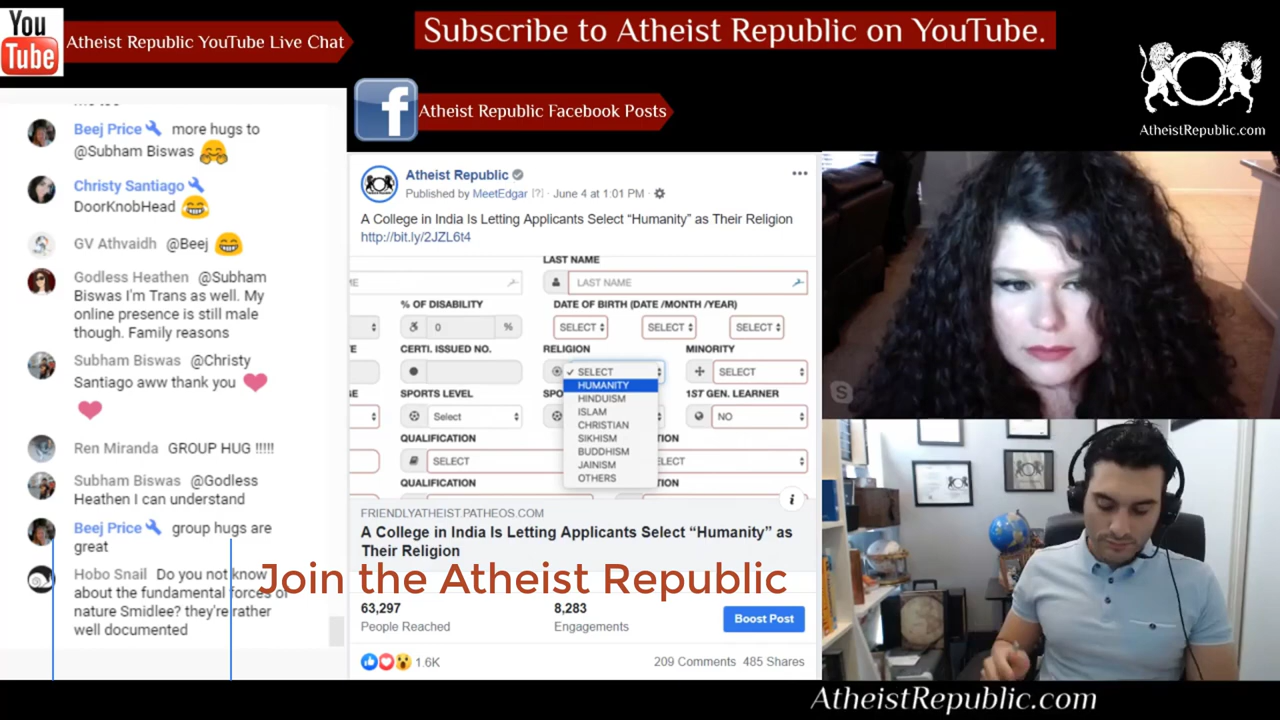 You
Tube
Atheist Republic YouTube Live Chat
Subscribe to Atheist Republic on YouTube.
Atheist Republic Facebook Posts
AtheistRepublic.com
Beej Price more hugs to
@Subham Biswas
Christy Santiago
DoorKnobHead
GV Athvaidh @Beej
Godless Heathen @Subham
Biswas I'm Trans as well. My
online presence is still male
though. Family reasons
Subham Biswas @Christy
Santiago aww thank you
Ren Miranda GROUP HUG !!!!!
Subham Biswas @Godless
Heathen I can understand
Beej Price group hugs are
great
Hobo Snail Do you not know
about the fundamental forces of
nature Smidlee? they're rather
well documented
Atheist Republic
Published by MeetEdgar [?] · June 4 at 1:01 PM ·
A College in India Is Letting Applicants Select “Humanity” as Their Religion
http://bit.ly/2JZL6t4
LAST NAME
LAST NAME
% OF DISABILITY
DATE OF BIRTH (DATE /MONTH /YEAR)
0 %
SELECT
SELECT
SELECT
CERTI. ISSUED NO.
RELIGION
MINORITY
✓ SELECT
SELECT
HUMANITY
HINDUISM
ISLAM
CHRISTIAN
SIKHISM
BUDDHISM
JAINISM
OTHERS
SPORTS LEVEL
1ST GEN. LEARNER
Select
NO
QUALIFICATION
SELECT
QUALIFICATION
FRIENDLYATHEIST.PATHEOS.COM
A College in India Is Letting Applicants Select “Humanity” as
Their Religion
Join the Atheist Republic
63,297
People Reached
8,283
Engagements
Boost Post
1.6K
209 Comments 485 Shares
AtheistRepublic.com